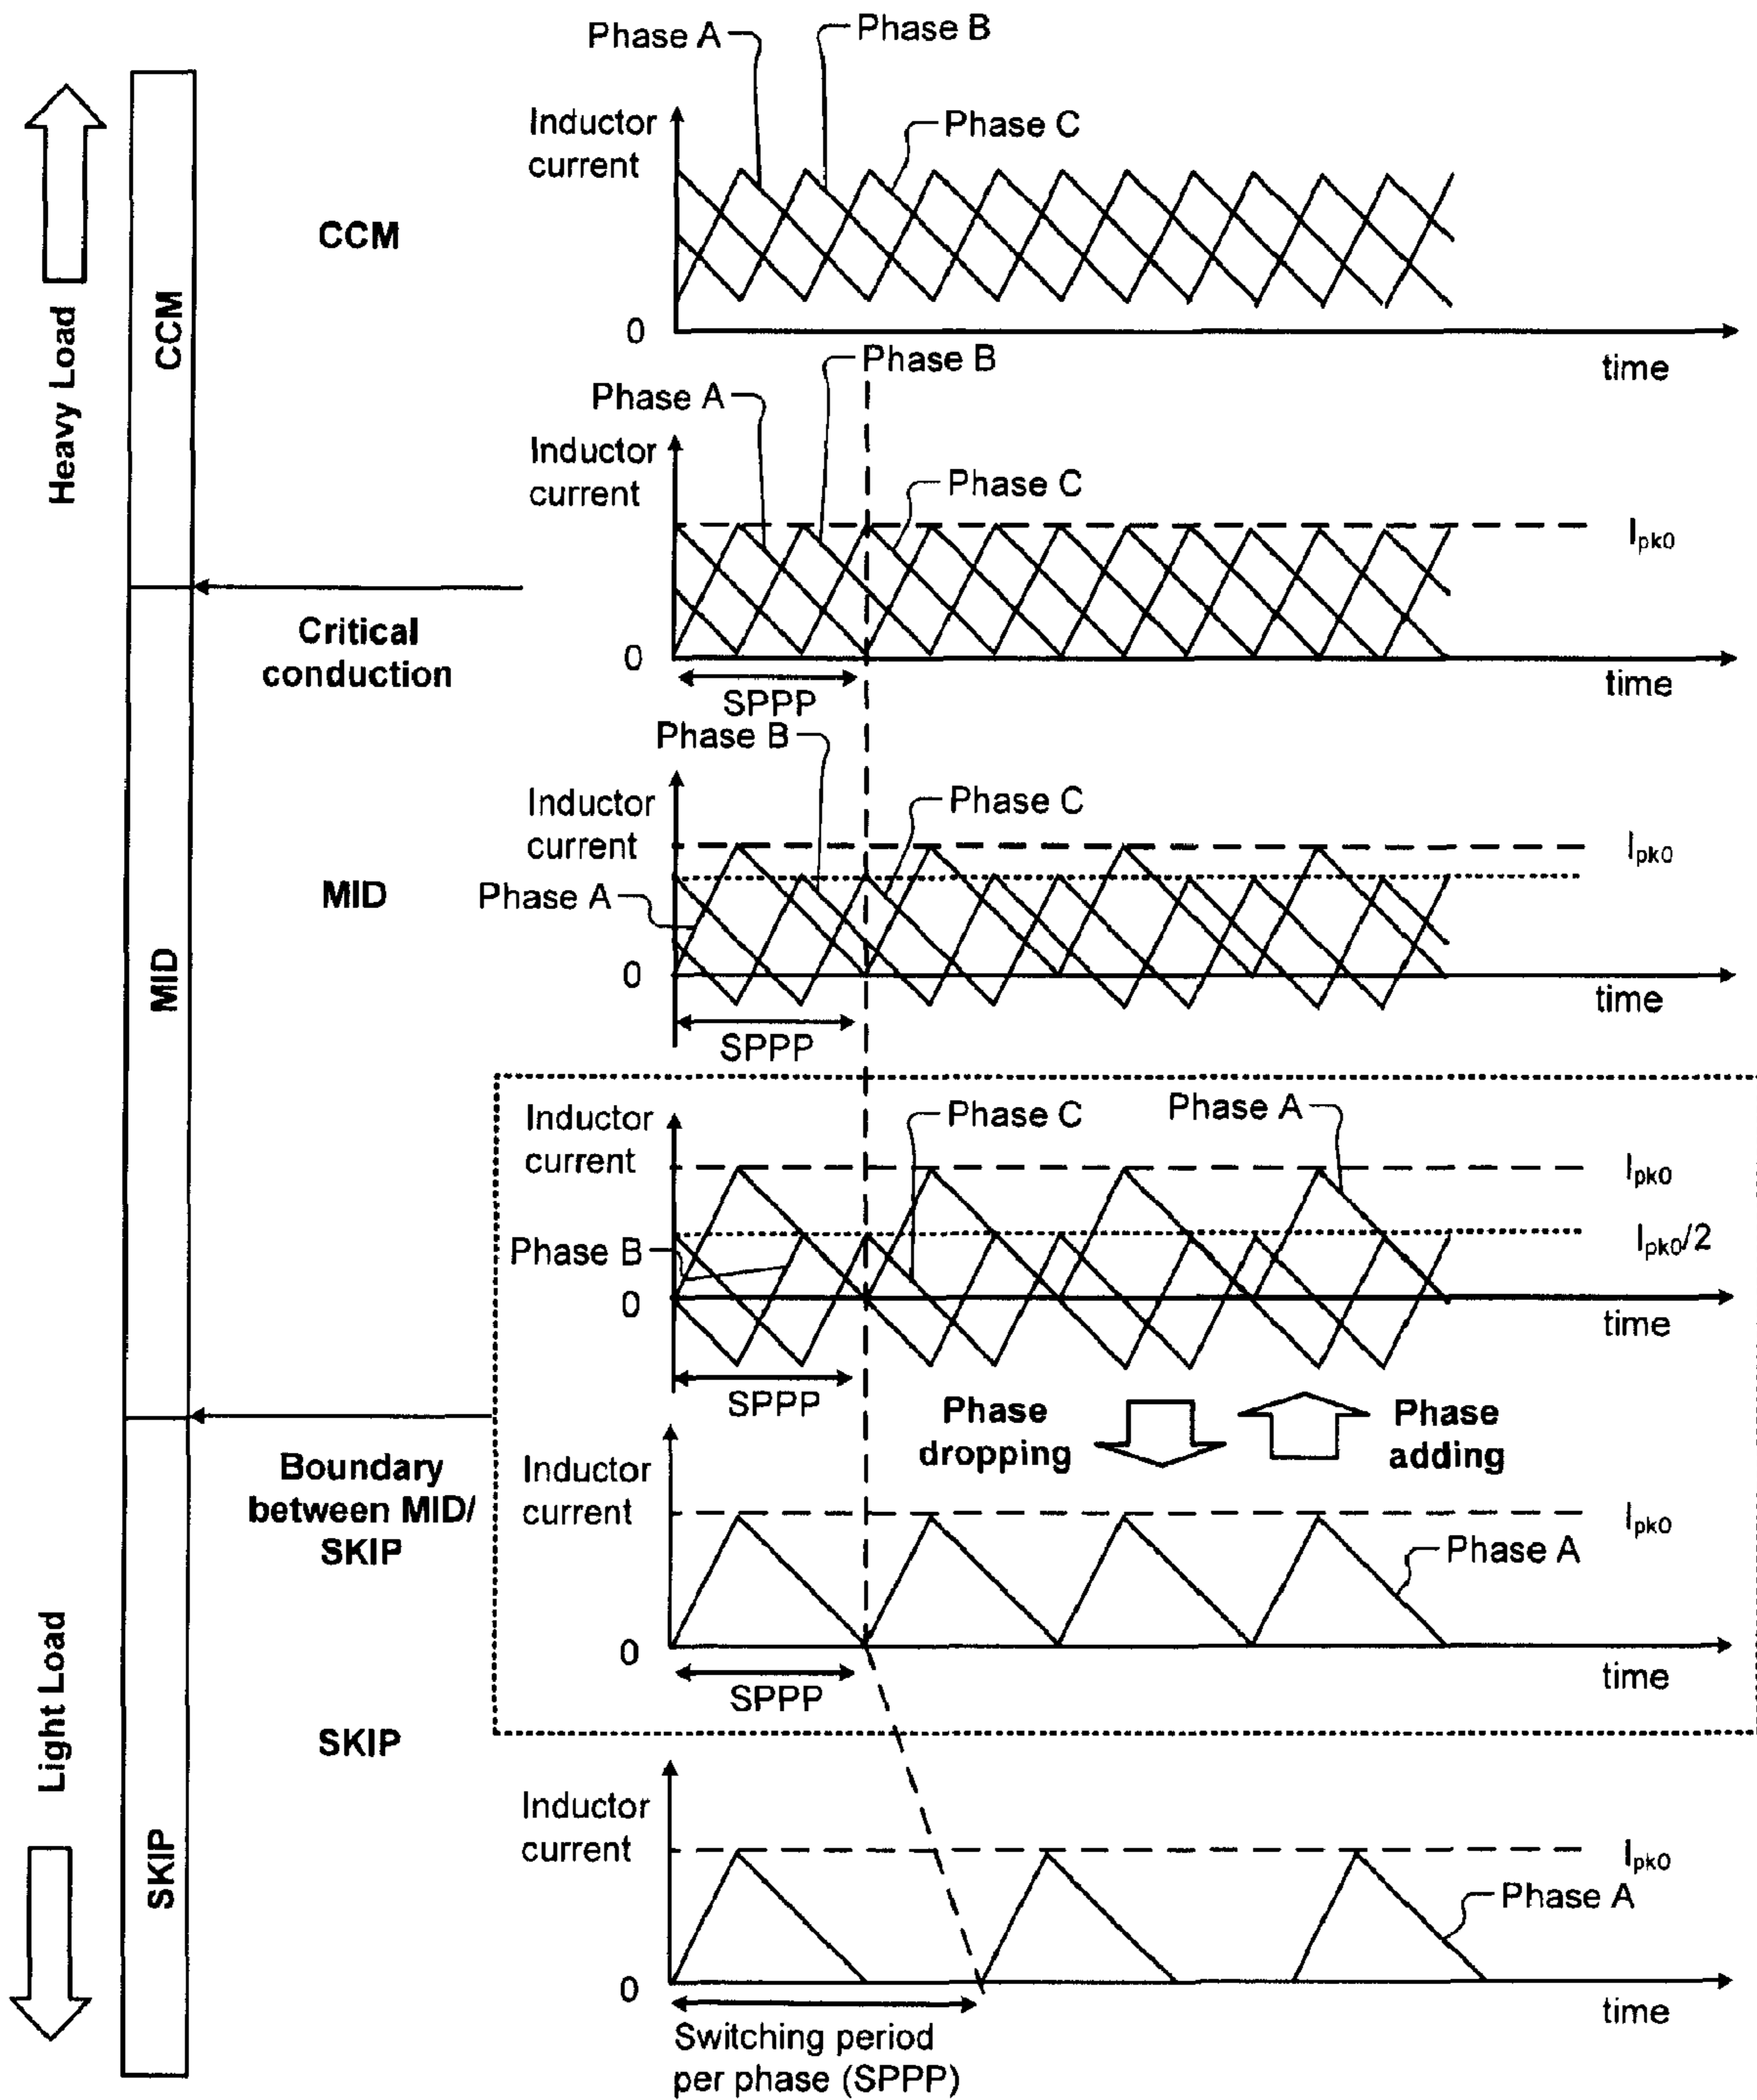 Phase A
Phase B
Inductor
current
Phase C
CCM
0
time
Heavy Load
CCM
Phase A
Phase B
Inductor
current
Phase C
Ipk0
Critical
conduction
0
time
SPPP
Phase B
Inductor
current
Phase C
Ipk0
MID
Phase A
0
time
SPPP
MID
Inductor
current
Phase C
Phase A
Ipk0
Phase B
Ipk0/2
0
time
SPPP
Phase
dropping
Phase
adding
Boundary
between MID/
SKIP
Inductor
current
Ipk0
Phase A
0
time
SPPP
Light Load
SKIP
SKIP
Inductor
current
Ipk0
Phase A
0
time
Switching period
per phase (SPPP)